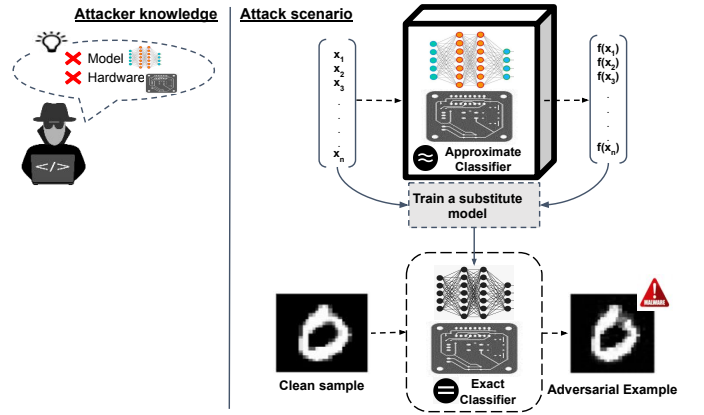 Attacker knowledge
Model
Hardware
</>
Attack scenario
x1
x2
x3
.
.
.
.
xn
≈ Approximate
Classifier
f(x1)
f(x2)
f(x3)
.
.
.
.
f(xn)
Train a substitute
model
MALWARE
= Exact
Classifier
Clean sample
Adversarial Example